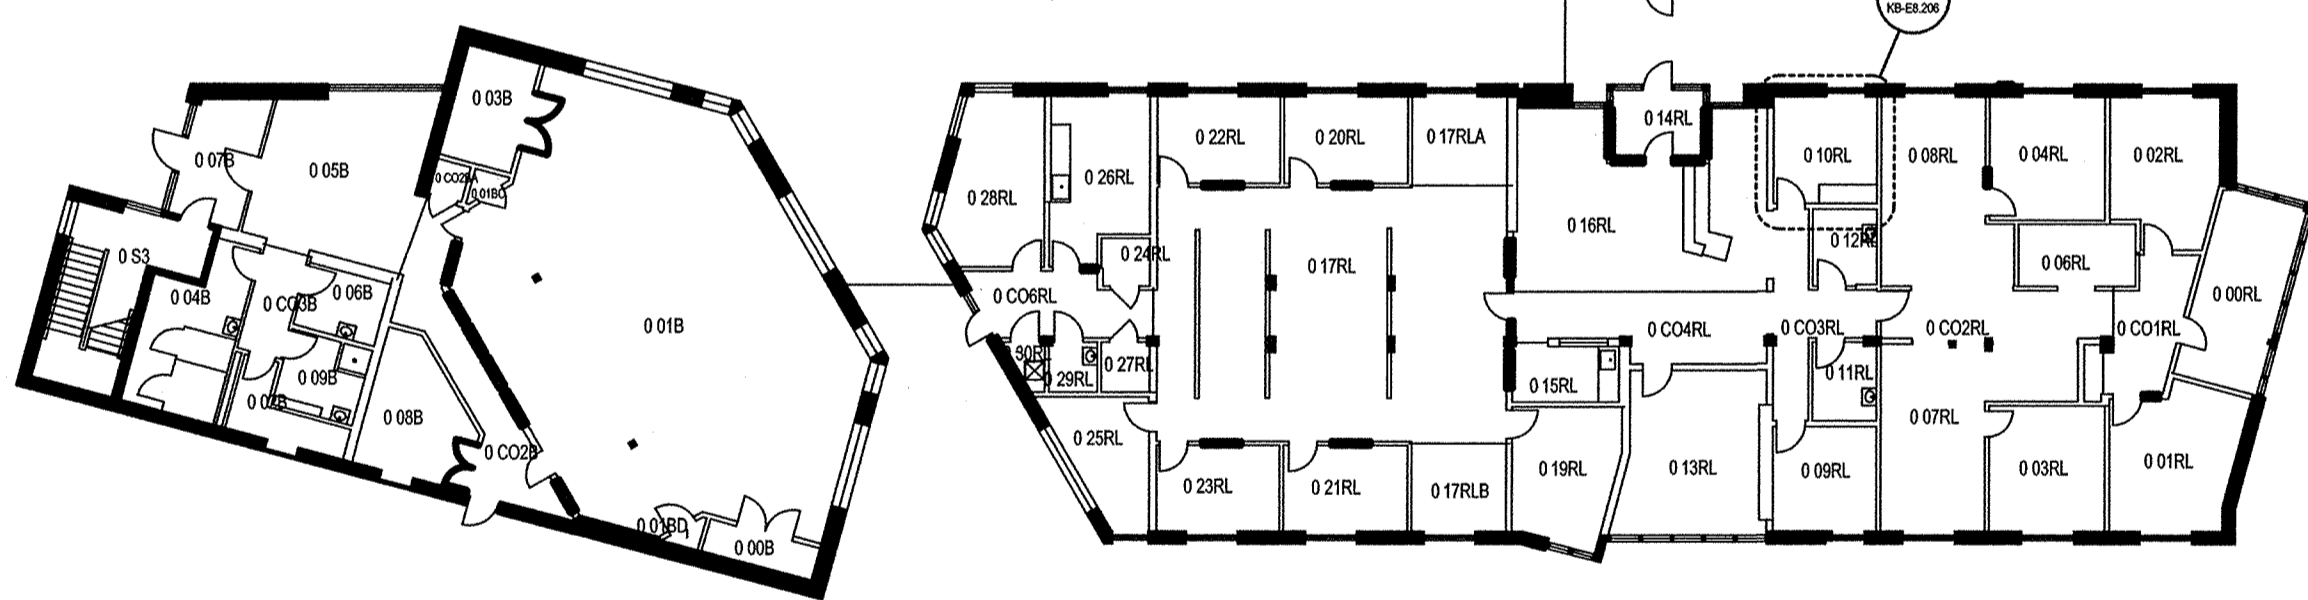 KB-E8.206
0 03B
0 07B
0 05B
0 CO2BA
0 01BC
0 S3
0 04B
0 CO3B
0 06B
0 01B
0 09B
0 02B
0 08B
0 CO2B
0 01BD
0 00B
0 22RL
0 20RL
0 17RLA
0 14RL
0 10RL
0 08RL
0 04RL
0 02RL
0 28RL
0 26RL
0 16RL
0 24RL
0 17RL
0 12RL
0 06RL
0 00RL
0 CO6RL
0 CO4RL
0 CO3RL
0 CO2RL
0 CO1RL
0 29RL
0 27RL
0 15RL
0 11RL
0 25RL
0 07RL
0 23RL
0 21RL
0 17RLB
0 19RL
0 13RL
0 09RL
0 03RL
0 01RL